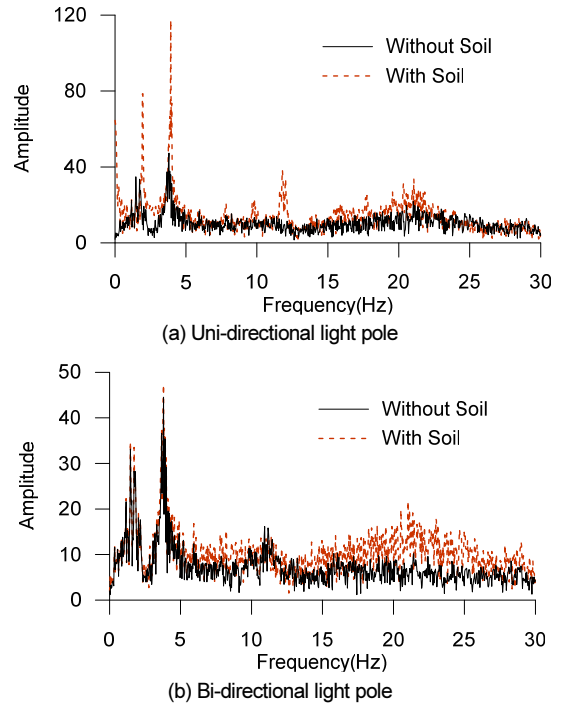 120
80
40
0
Amplitude
Without Soil
With Soil
0 5 10 15 20 25 30
Frequency(Hz)
(a) Uni-directional light pole
50
40
30
20
10
0
Amplitude
Without Soil
With Soil
0 5 10 15 20 25 30
Frequency(Hz)
(b) Bi-directional light pole